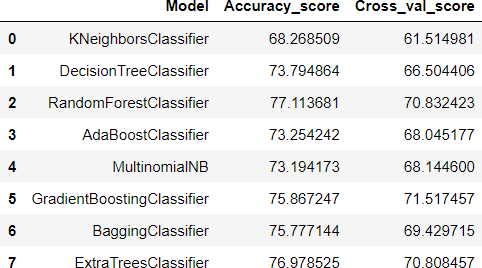 Model Accuracy_score Cross_val_score
0 KNeighborsClassifier 68.268509 61.514981
1 DecisionTreeClassifier 73.794864 66.504406
2 RandomForestClassifier 77.113681 70.832423
3 AdaBoostClassifier 73.254242 68.045177
4 MultinomialNB 73.194173 68.144600
5 GradientBoostingClassifier 75.867247 71.517457
6 BaggingClassifier 75.777144 69.429715
7 ExtraTreesClassifier 76.978525 70.808457